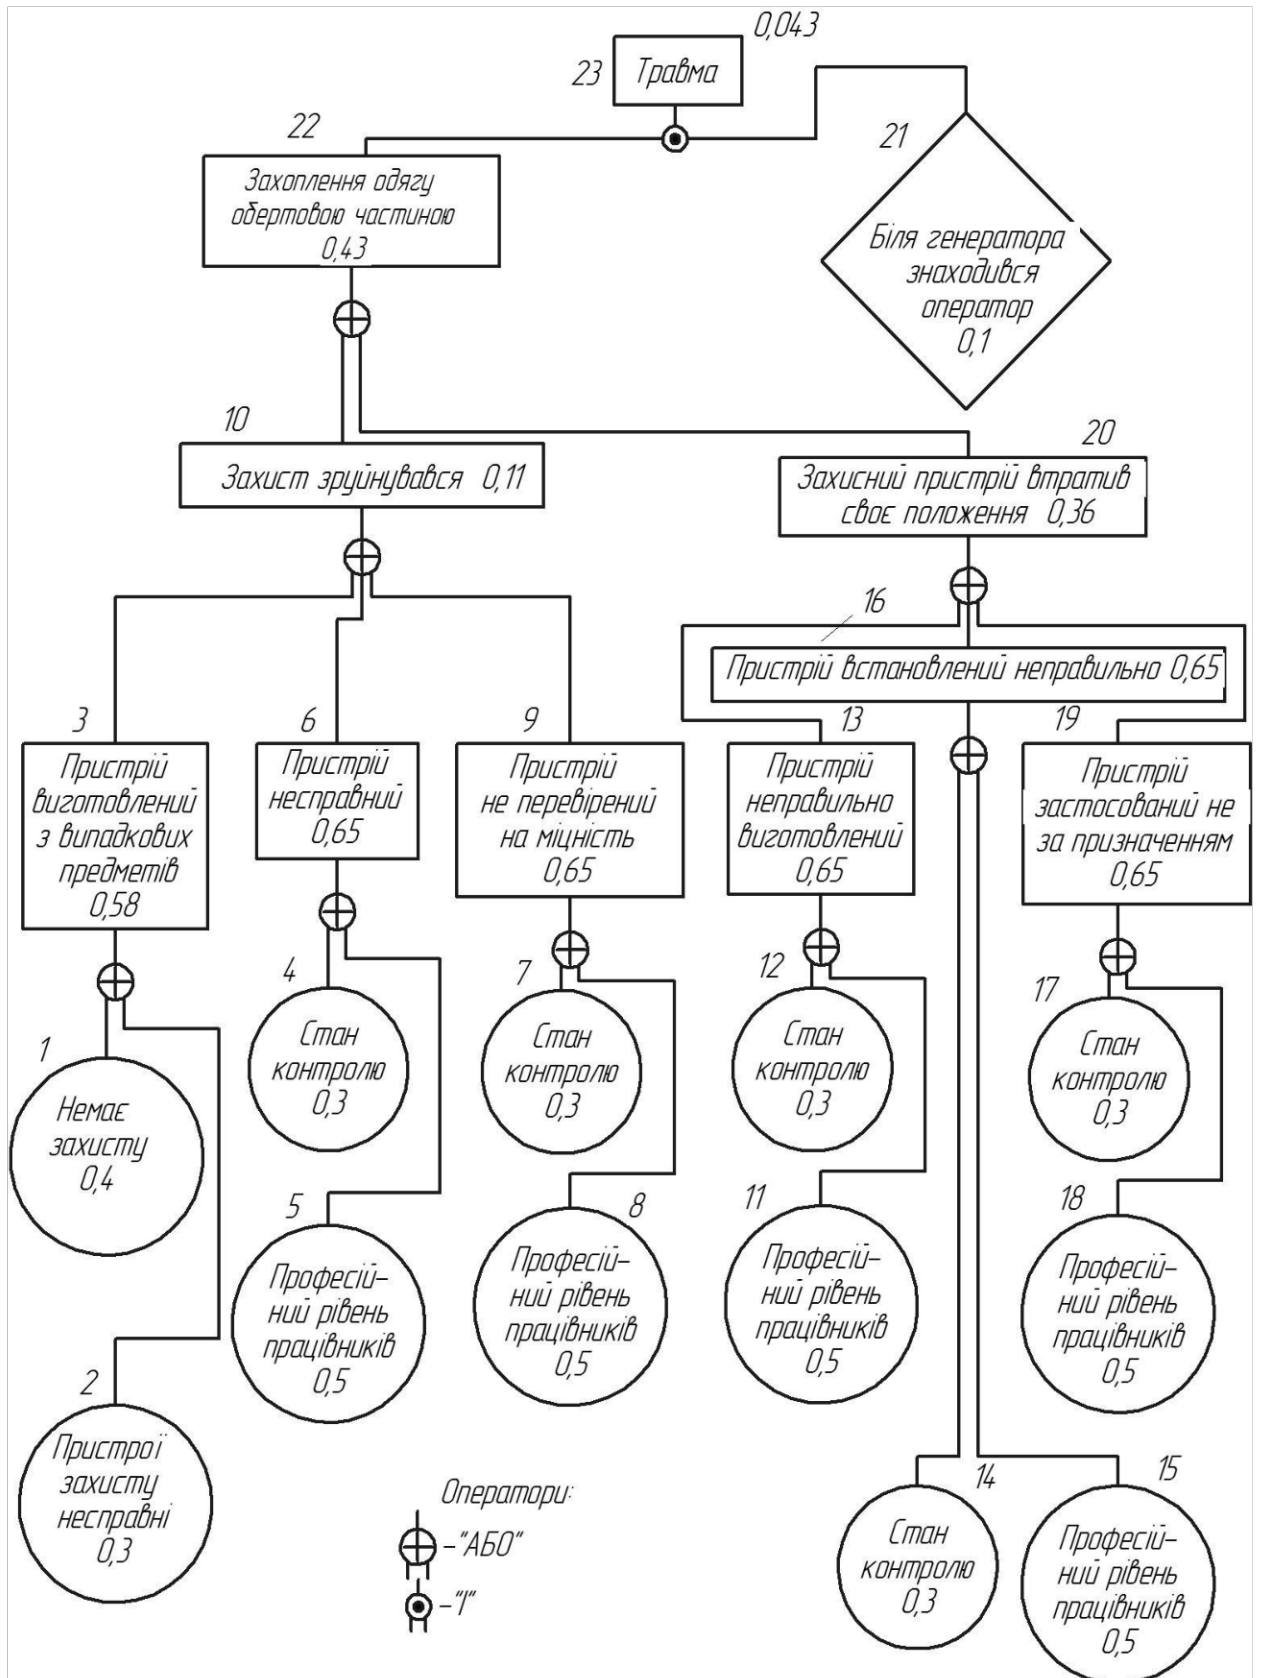 0,043
23
Травма
22
Захоплення одягу
обертовою частиною
0,43
21
Біля генератора
знаходився
оператор
0,1
10
Захист зруйнувався 0,11
20
Захисний пристрій втратив
своє положення 0,36
16
Пристрій встановлений неправильно 0,65
3
Пристрій
виготовлений
з випадкових
предметів
0,58
6
Пристрій
несправний
0,65
9
Пристрій
не перевірений
на міцність
0,65
13
Пристрій
неправильно
виготовлений
0,65
19
Пристрій
застосований не
за призначенням
0,65
1
Немає
захисту
0,4
4
Стан
контролю
0,3
7
Стан
контролю
0,3
12
Стан
контролю
0,3
17
Стан
контролю
0,3
5
Професій–
ний рівень
працівників
0,5
8
Професій–
ний рівень
працівників
0,5
11
Професій–
ний рівень
працівників
0,5
18
Професій–
ний рівень
працівників
0,5
2
Пристрої
захисту
несправні
0,3
14
Стан
контролю
0,3
15
Професій–
ний рівень
працівників
0,5
Оператори:
–"АБО"
–"І"